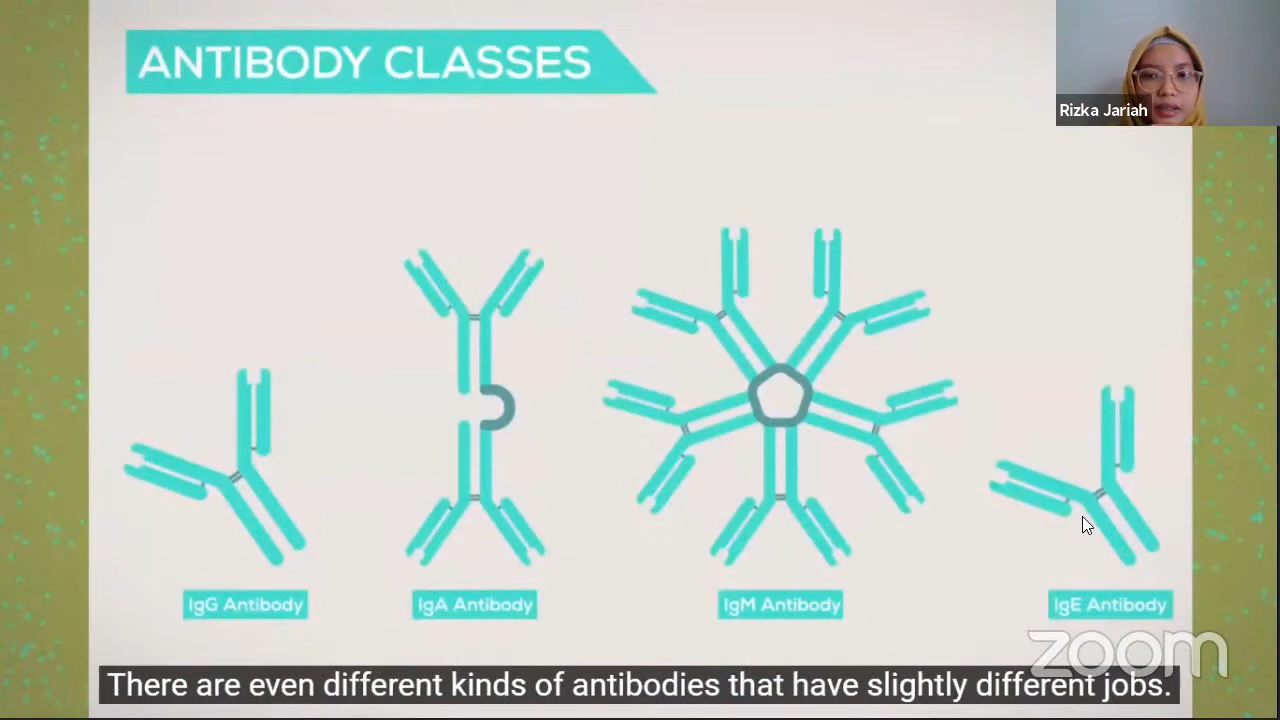 ANTIBODY CLASSES
Rizka Jariah
IgG Antibody
IgA Antibody
IgM Antibody
IgE Antibody
zoom
There are even different kinds of antibodies that have slightly different jobs.